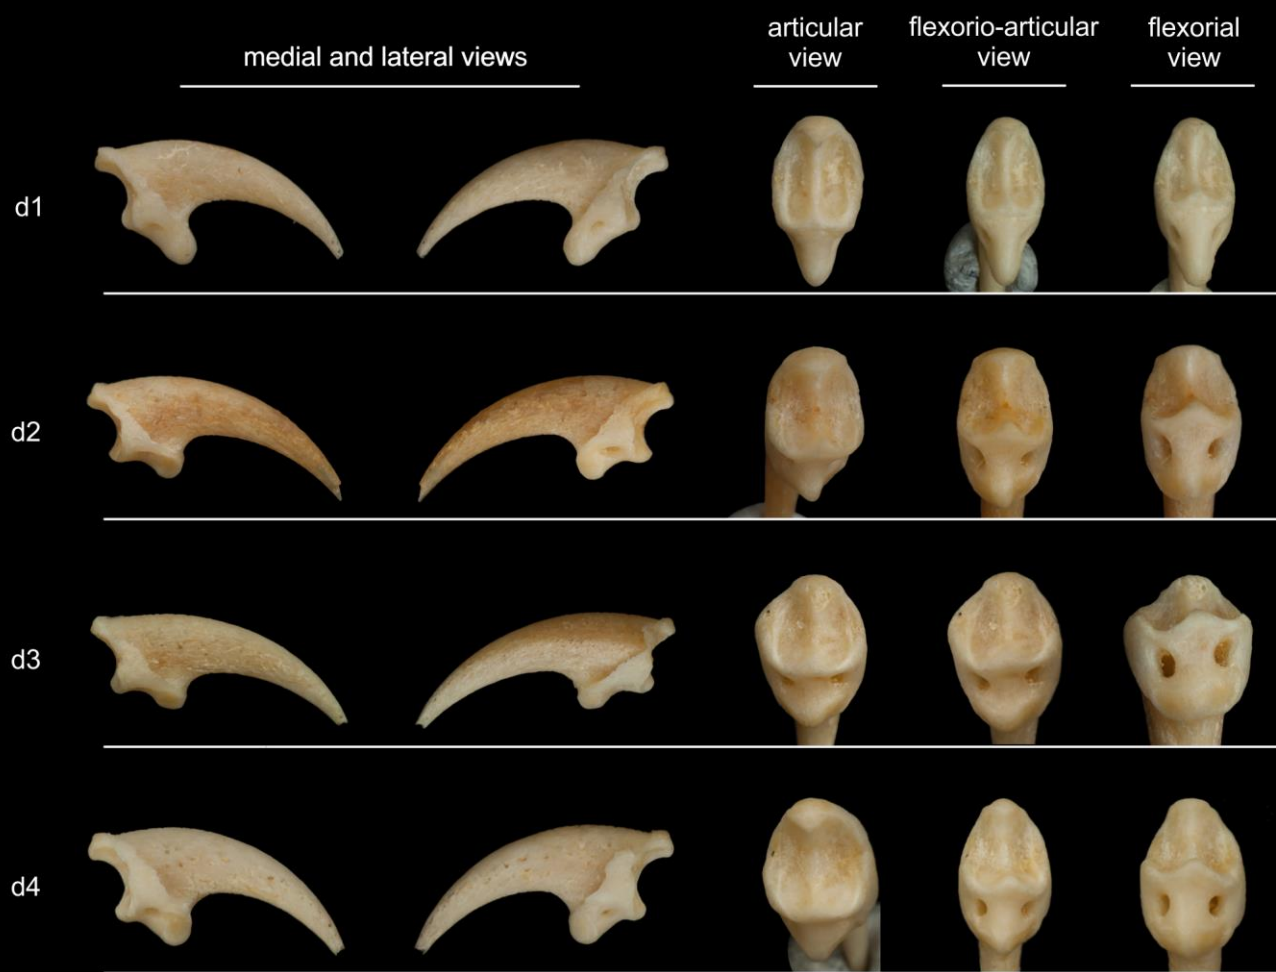 articular
view
flexorio-articular
view
flexorial
view
medial and lateral views
d1
d2
d3
d4